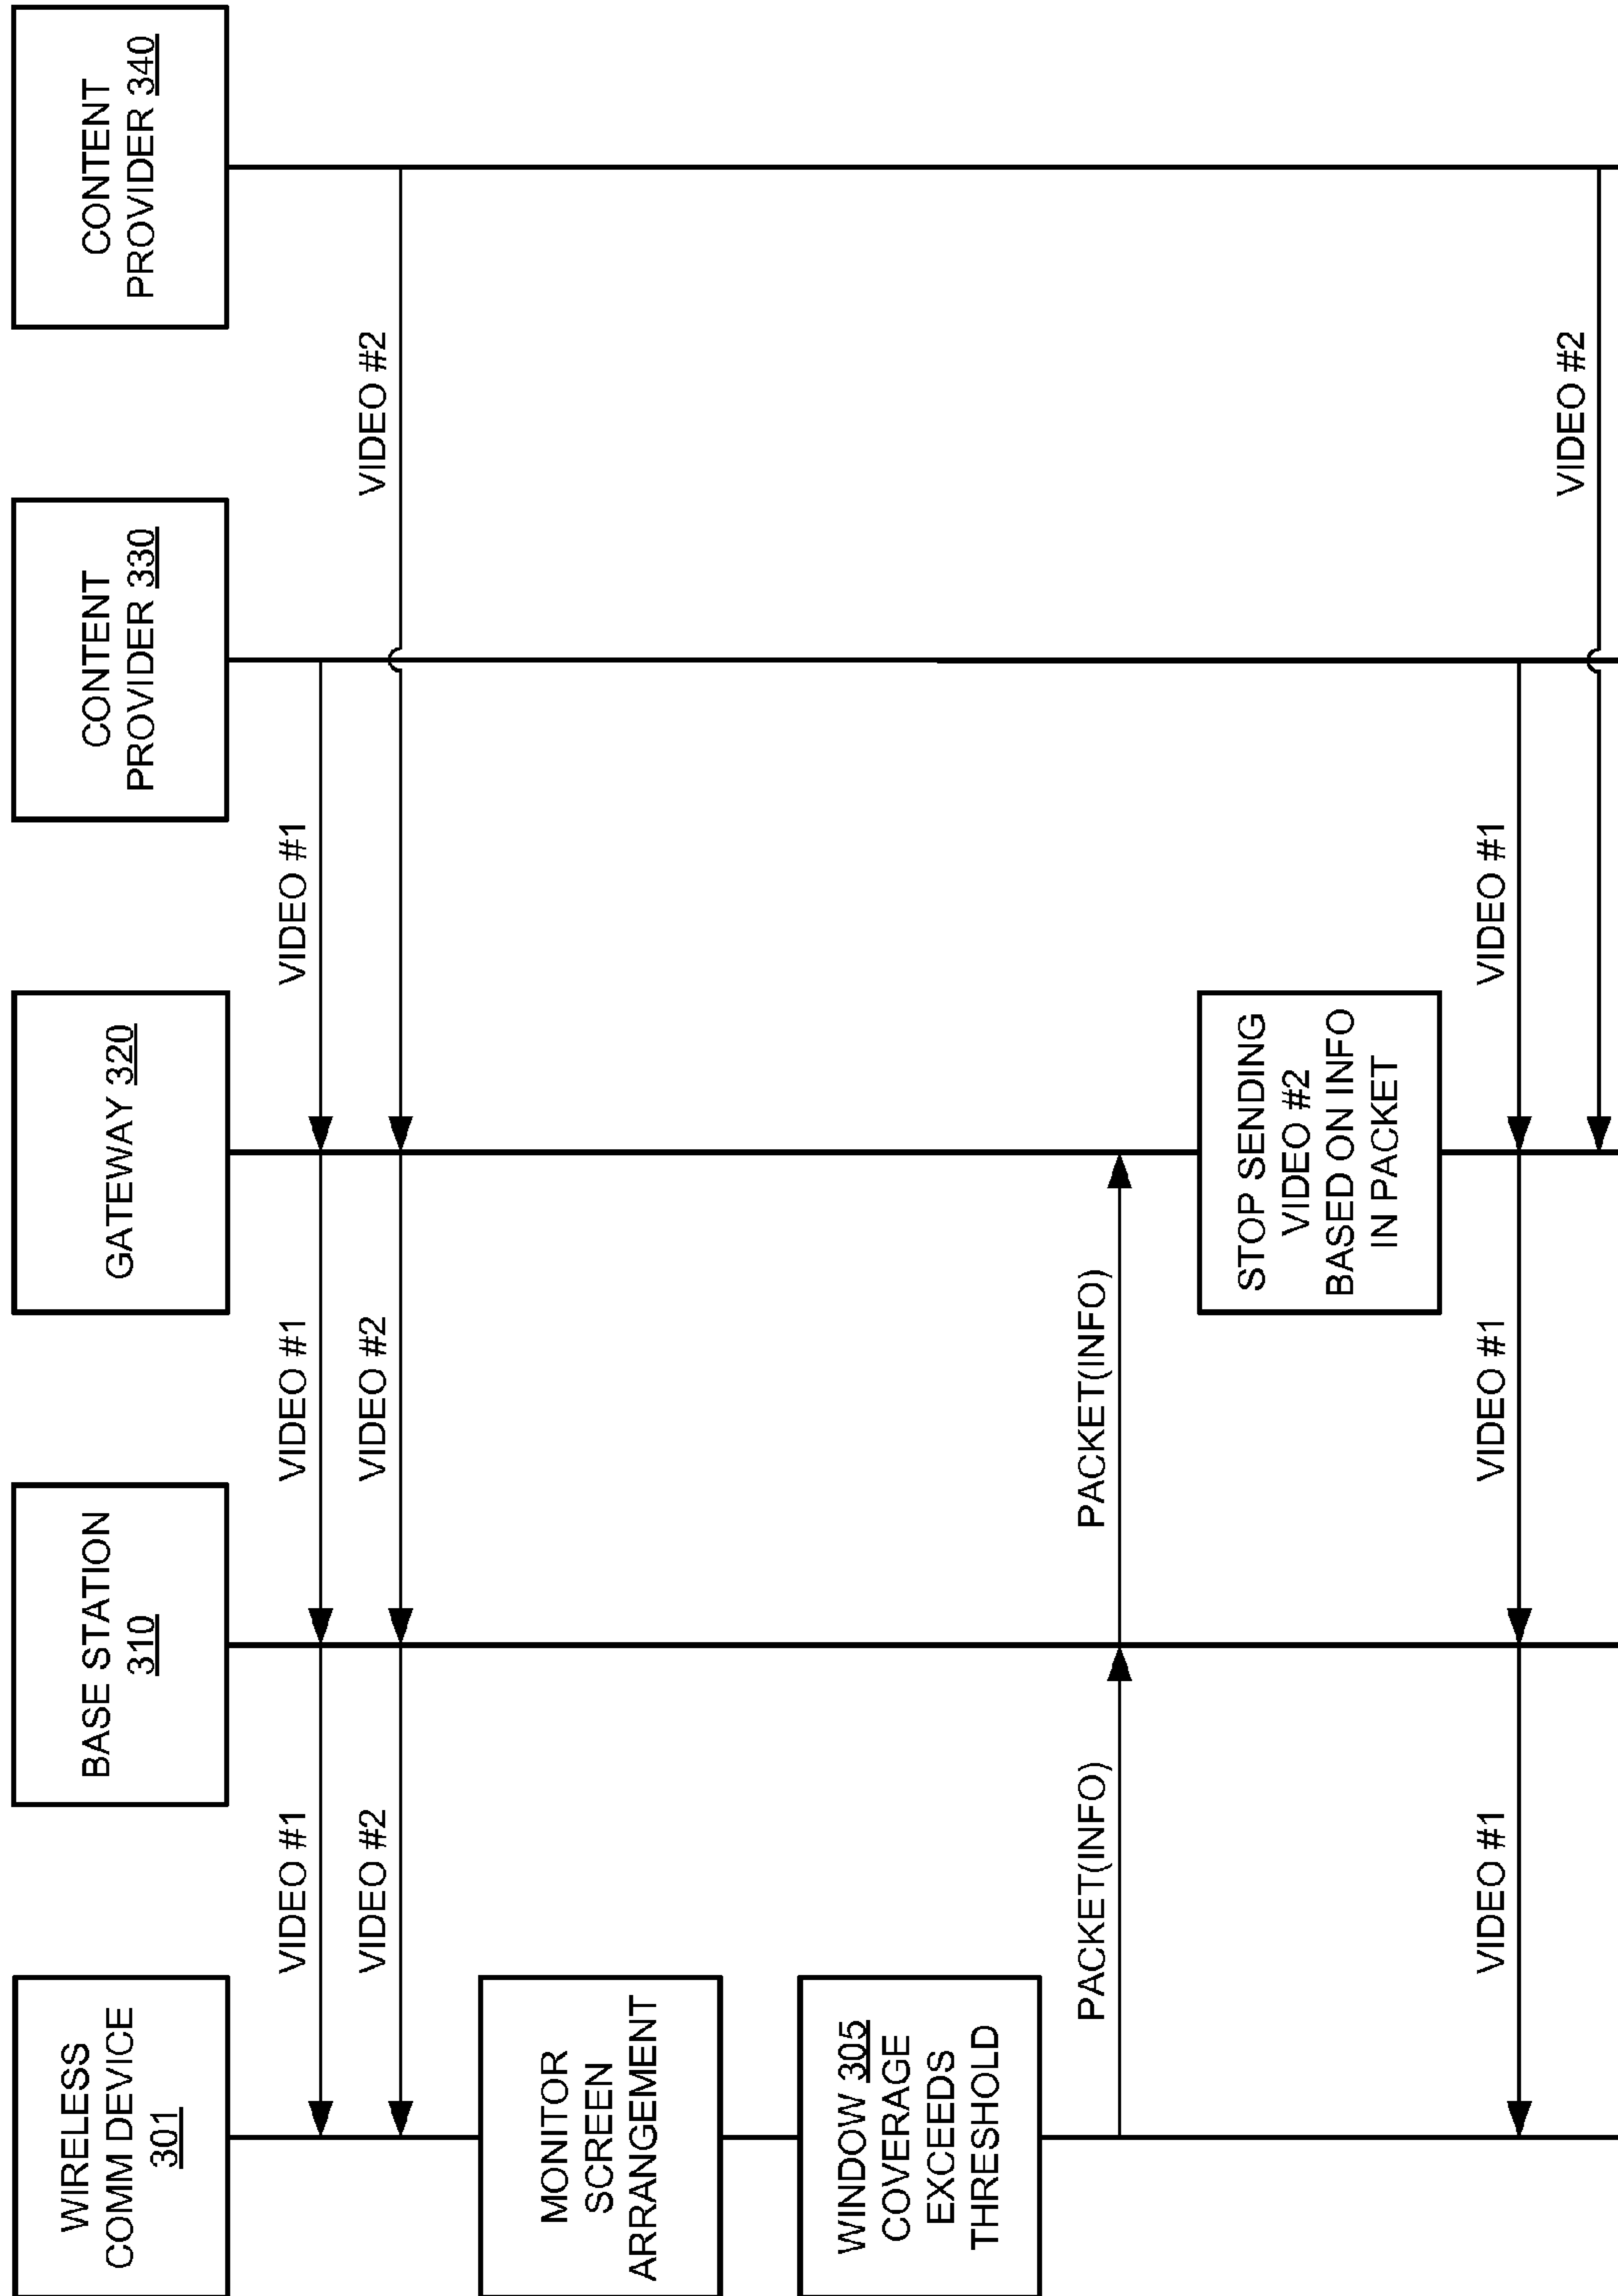 WIRELESS
COMM DEVICE
301
BASE STATION
310
GATEWAY 320
CONTENT
PROVIDER 330
CONTENT
PROVIDER 340
VIDEO #1
VIDEO #1
VIDEO #1
VIDEO #2
VIDEO #2
VIDEO #2
MONITOR
SCREEN
ARRANGEMENT
WINDOW 305
COVERAGE
EXCEEDS
THRESHOLD
PACKET(INFO)
PACKET(INFO)
STOP SENDING
VIDEO #2
BASED ON INFO
IN PACKET
VIDEO #1
VIDEO #1
VIDEO #1
VIDEO #2